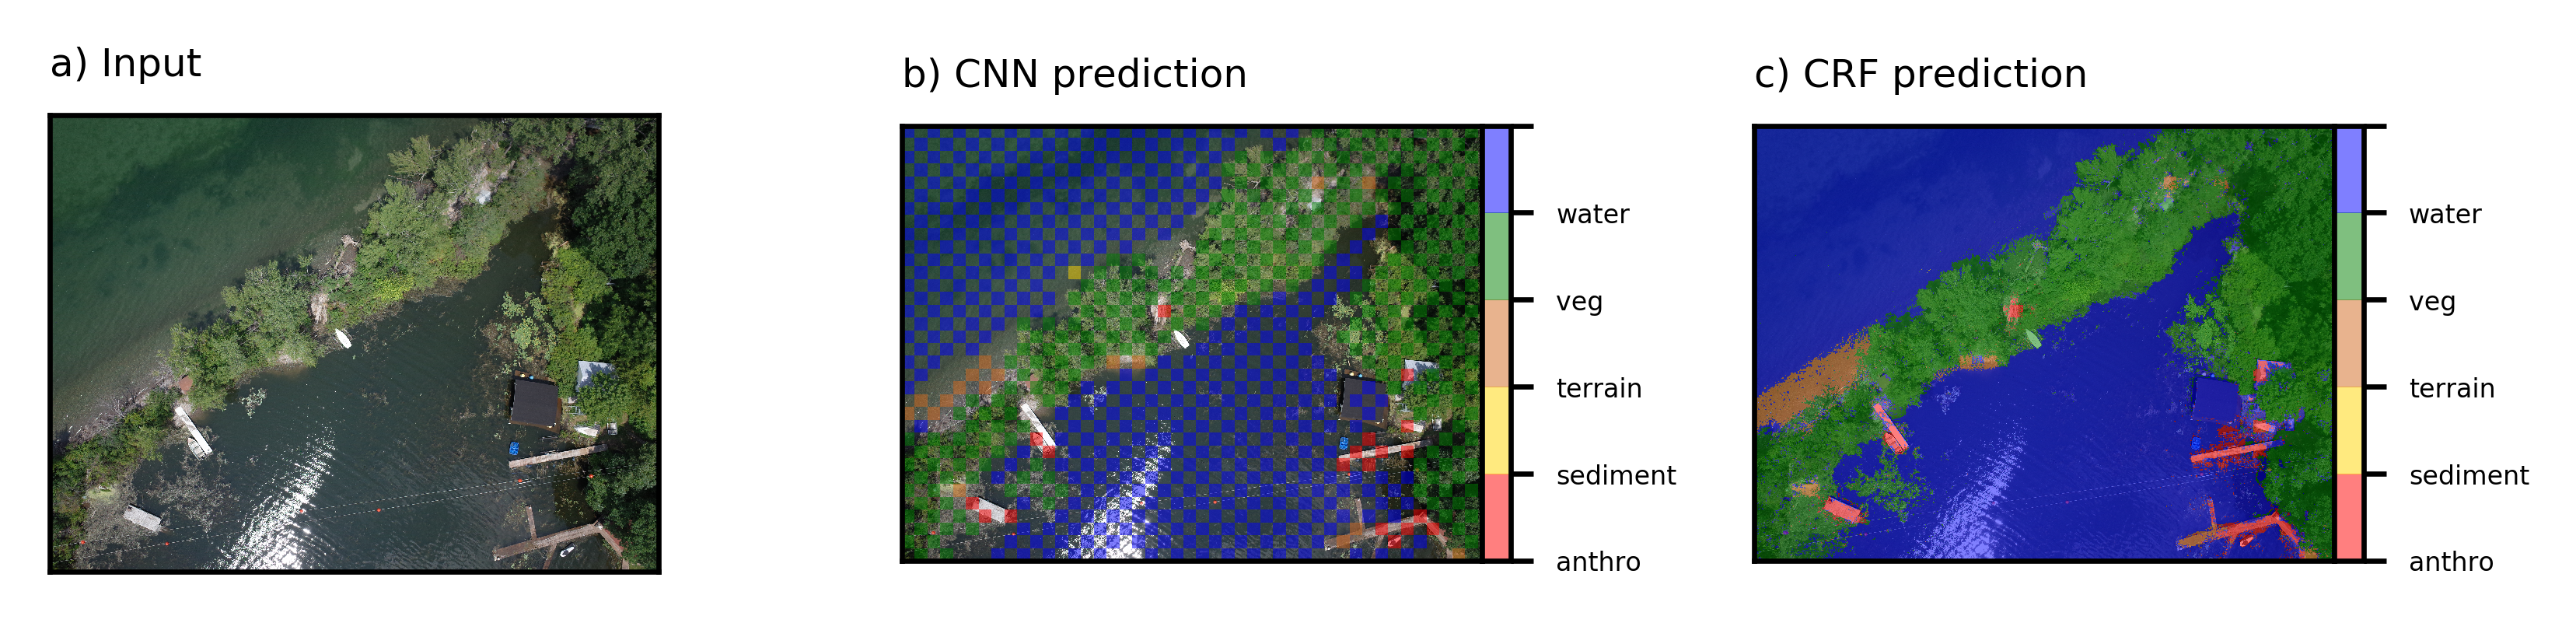 a) Input
b) CNN prediction
c) CRF prediction
water
veg
terrain
sediment
anthro
water
veg
terrain
sediment
anthro